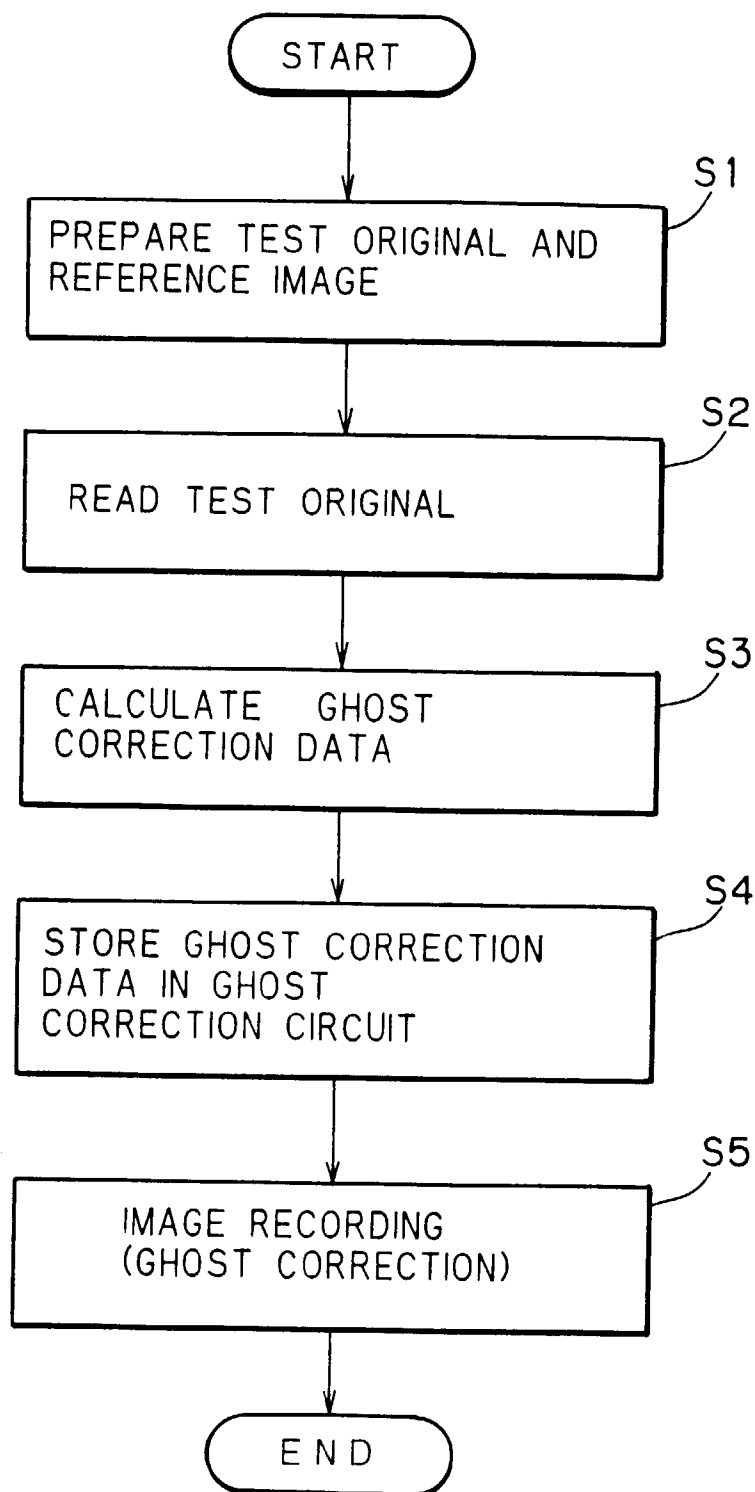 START
S1
PREPARE TEST ORIGINAL AND
REFERENCE IMAGE
S2
READ TEST ORIGINAL
S3
CALCULATE GHOST
CORRECTION DATA
S4
STORE GHOST CORRECTION
DATA IN GHOST
CORRECTION CIRCUIT
S5
IMAGE RECORDING
(GHOST CORRECTION)
END